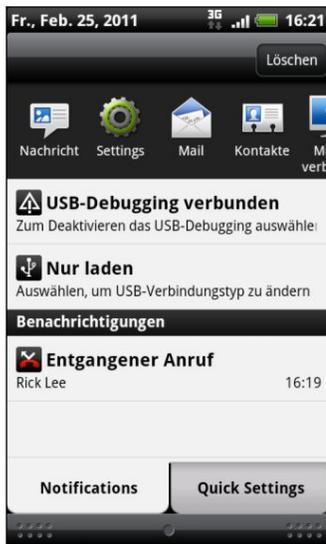 Fr., Feb. 25, 2011 3G 16:21
Löschen
Nachricht Settings Mail Kontakte M
verb
USB-Debugging verbunden
Zum Deaktivieren das USB-Debugging auswähle
Nur laden
Auswählen, um USB-Verbindungstyp zu ändern
Benachrichtigungen
Entgangener Anruf
Rick Lee 16:19
Notifications Quick Settings